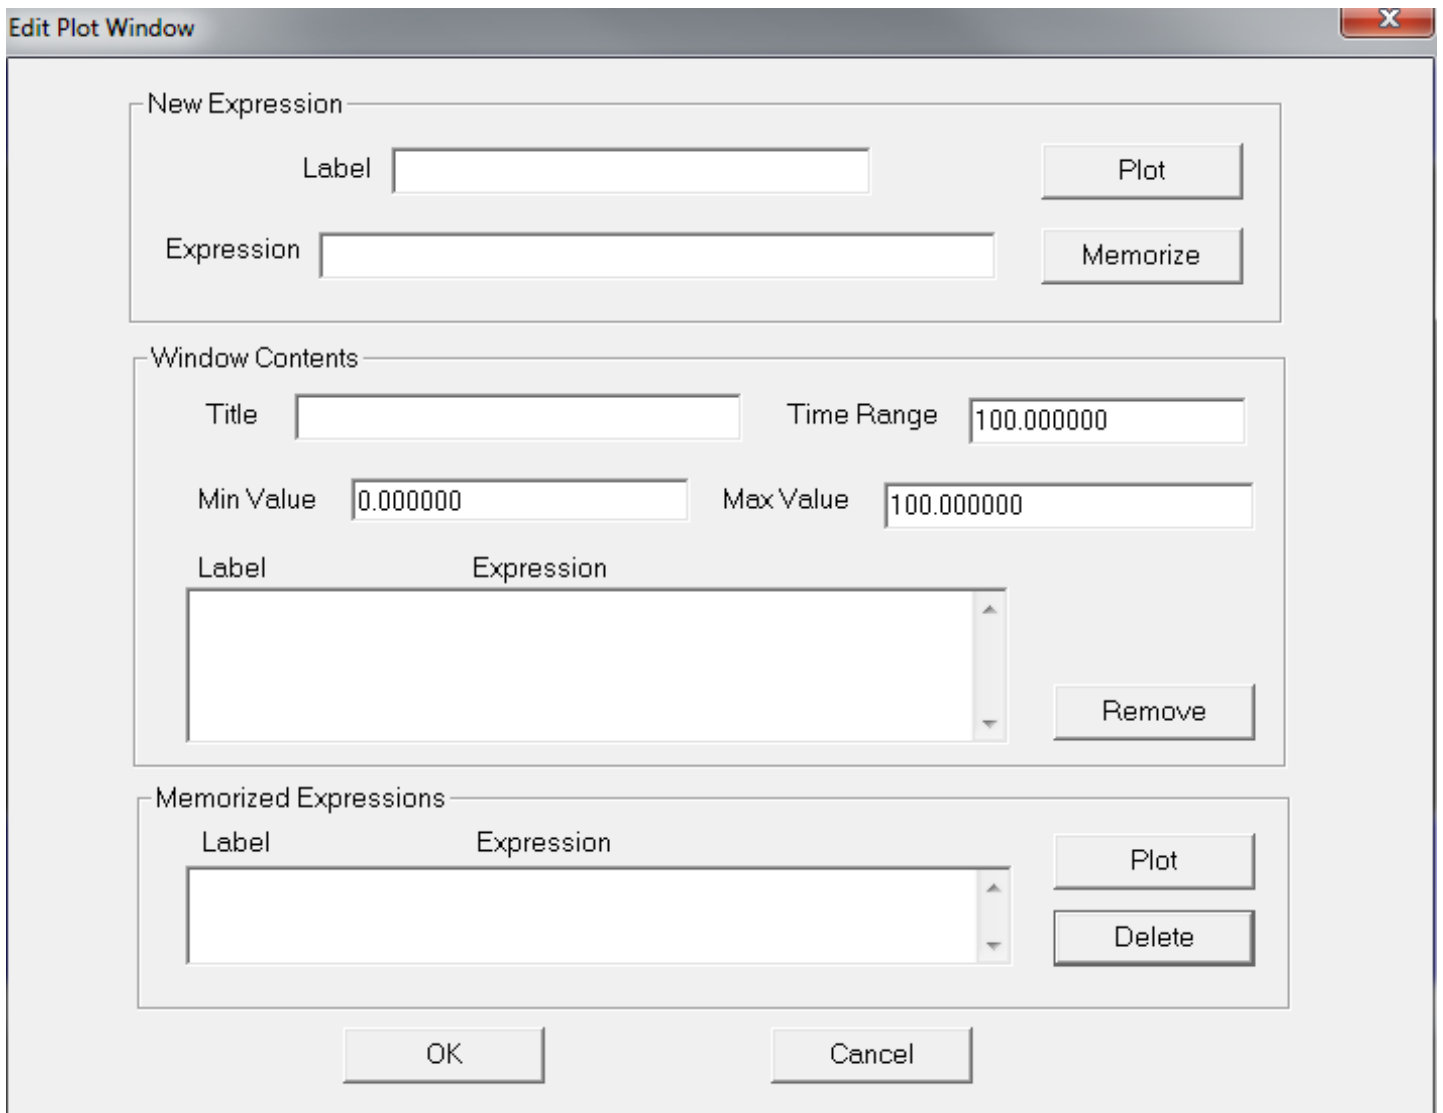 Edit Plot Window
X
New Expression
Label
Plot
Expression
Memorize
Window Contents
Title
Time Range 100.000000
Min Value 0.000000
Max Value 100.000000
Label Expression
Remove
Memorized Expressions
Label Expression
Plot
Delete
OK
Cancel